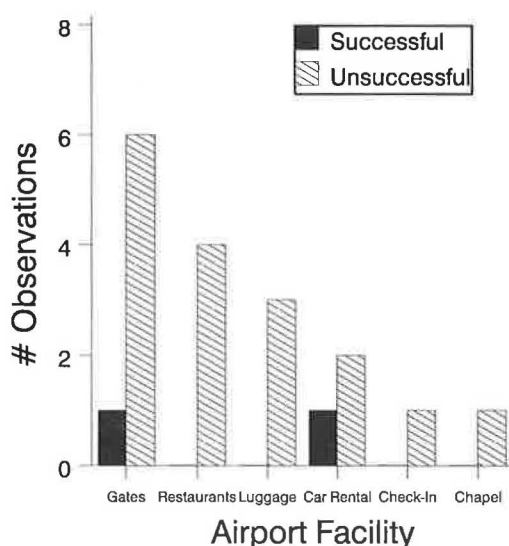 8
Successful
Unsuccessful
6
4
2
0
# Observations
Gates Restaurants Luggage Car Rental Check-In Chapel
Airport Facility